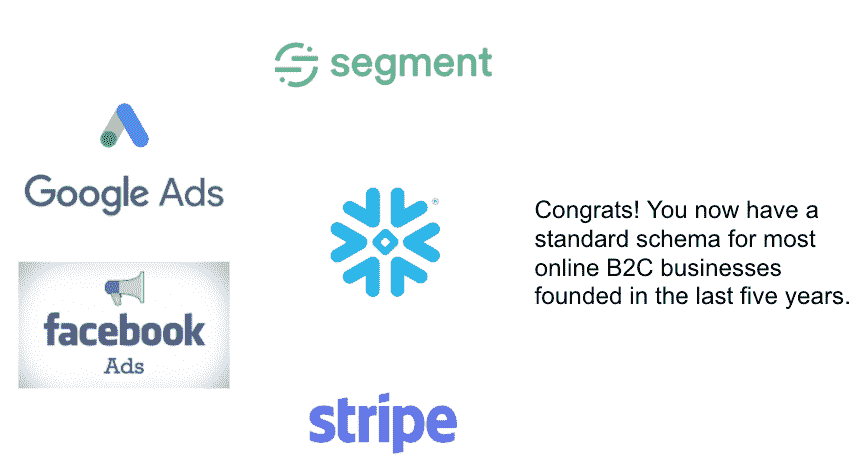 segment
Google Ads
facebook
Ads
®
Congrats! You now have a
standard schema for most
online B2C businesses
founded in the last five years.
stripe